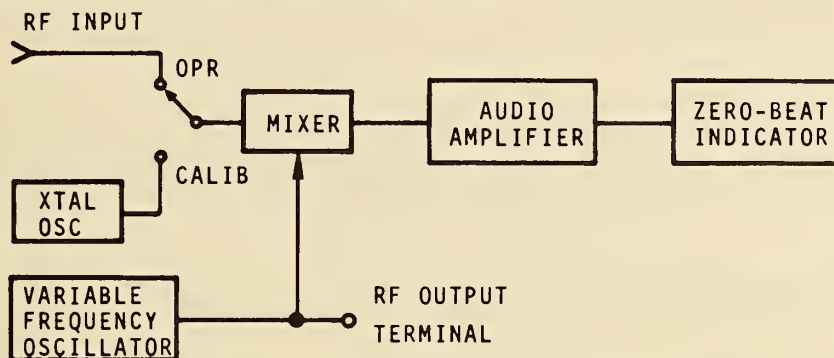 RF INPUT
OPR
MIXER
AUDIO
AMPLIFIER
ZERO-BEAT
INDICATOR
CALIB
XTAL
OSC
VARIABLE
FREQUENCY
OSCILLATOR
RF OUTPUT
TERMINAL